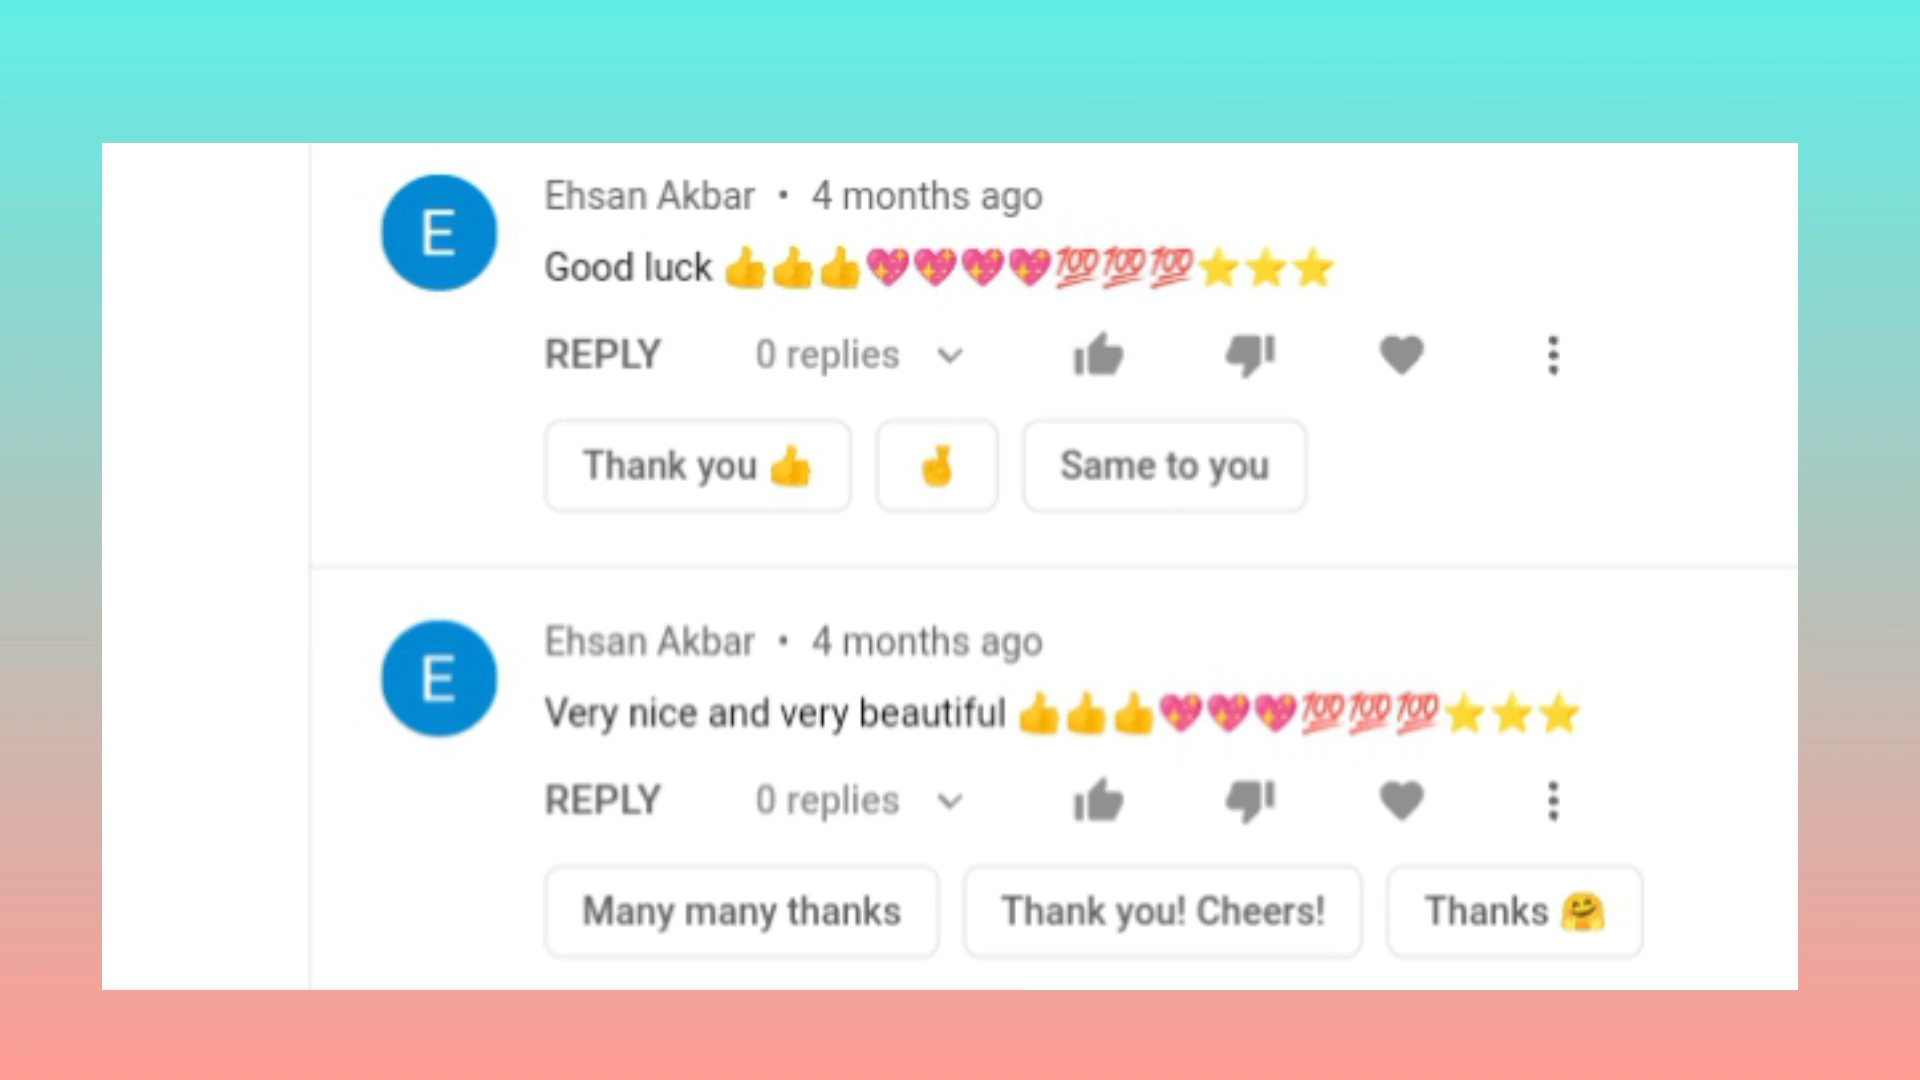 E
Ehsan Akbar • 4 months ago
Good luck 👍👍👍💖💖💖💖💯💯💯⭐⭐⭐
REPLY 0 replies
Thank you 👍 🤞 Same to you
E
Ehsan Akbar • 4 months ago
Very nice and very beautiful 👍👍👍💖💖💖💯💯💯⭐⭐⭐
REPLY 0 replies
Many many thanks Thank you! Cheers! Thanks 🤗